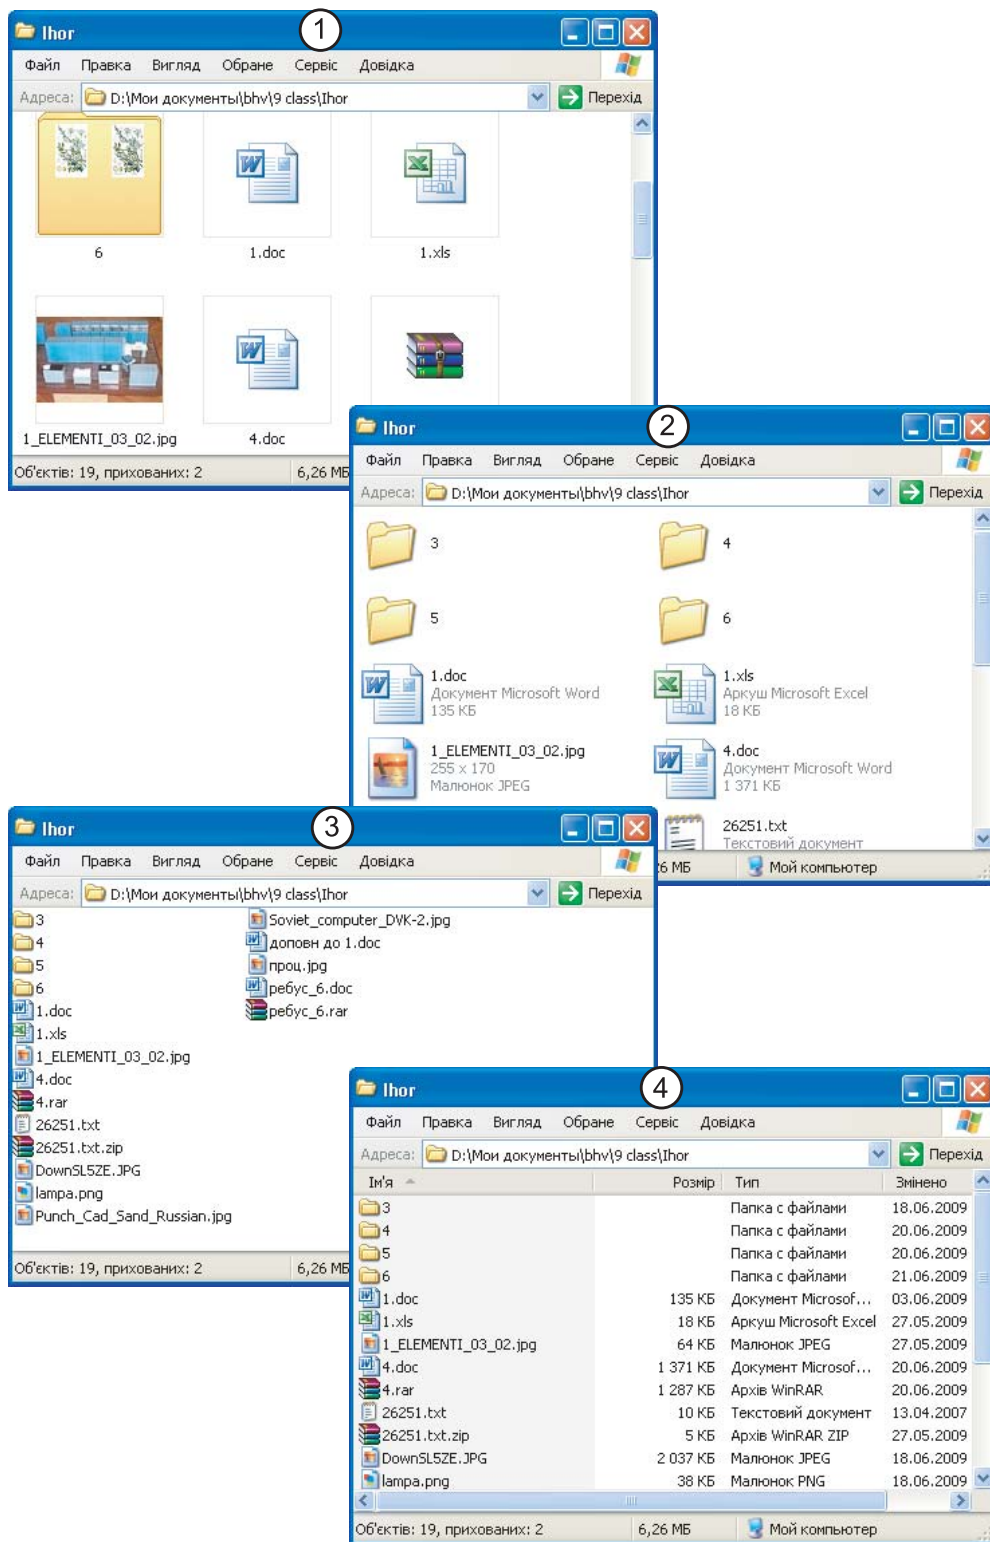 Ihor
1
Файл Правка Вигляд Обране Сервіс Довідка
Адреса: D:\Мои документы\bhv\9 class\Ihor Перехід
6 1.doc 1.xls
1_ELEMENTI_03_02.jpg 4.doc
Об'єктів: 19, прихованих: 2 6,26 МБ
Ihor
2
Файл Правка Вигляд Обране Сервіс Довідка
Адреса: D:\Мои документы\bhv\9 class\Ihor Перехід
3 4
5 6
1.doc 1.xls
Документ Microsoft Word Аркуш Microsoft Excel
135 КБ 18 КБ
1_ELEMENTI_03_02.jpg 4.doc
255 x 170 Документ Microsoft Word
Малюнок JPEG 1 371 КБ
26251.txt
Текстовий документ
26 МБ Мой компьютер
Ihor
3
Файл Правка Вигляд Обране Сервіс Довідка
Адреса: D:\Мои документы\bhv\9 class\Ihor Перехід
3 Soviet_computer_DVK-2.jpg
4 доповн до 1.doc
5 проц.jpg
6 ребус_6.doc
1.doc ребус_6.rar
1.xls
1_ELEMENTI_03_02.jpg
4.doc
4.rar
26251.txt
26251.txt.zip
DownSL5ZE.JPG
lampa.png
Punch_Cad_Sand_Russian.jpg
Об'єктів: 19, прихованих: 2 6,26 МБ
Ihor
4
Файл Правка Вигляд Обране Сервіс Довідка
Адреса: D:\Мои документы\bhv\9 class\Ihor Перехід
Ім'я Розмір Тип Змінено
3 Папка с файлами 18.06.2009
4 Папка с файлами 20.06.2009
5 Папка с файлами 20.06.2009
6 Папка с файлами 21.06.2009
1.doc 135 КБ Документ Microsof... 03.06.2009
1.xls 18 КБ Аркуш Microsoft Excel 27.05.2009
1_ELEMENTI_03_02.jpg 64 КБ Малюнок JPEG 27.05.2009
4.doc 1 371 КБ Документ Microsof... 20.06.2009
4.rar 1 287 КБ Архів WinRAR 20.06.2009
26251.txt 10 КБ Текстовий документ 13.04.2007
26251.txt.zip 5 КБ Архів WinRAR ZIP 27.05.2009
DownSL5ZE.JPG 2 037 КБ Малюнок JPEG 18.06.2009
lampa.png 38 КБ Малюнок PNG 18.06.2009
Об'єктів: 19, прихованих: 2 6,26 МБ Мой компьютер